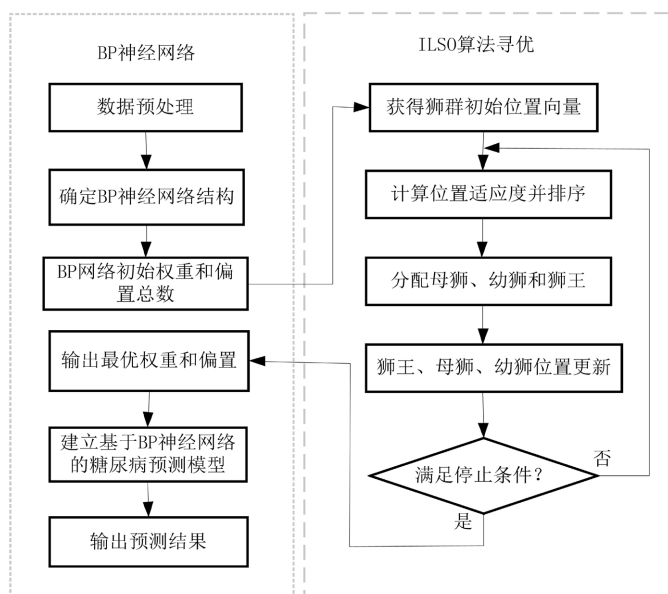 BP神经网络
数据预处理
确定BP神经网络结构
BP网络初始权重和偏
置总数
输出最优权重和偏置
建立基于BP神经网络
的糖尿病预测模型
输出预测结果
ILSO算法寻优
获得狮群初始位置向量
计算位置适应度并排序
分配母狮、幼狮和狮王
狮王、母狮、幼狮位置更新
满足停止条件?
否
是